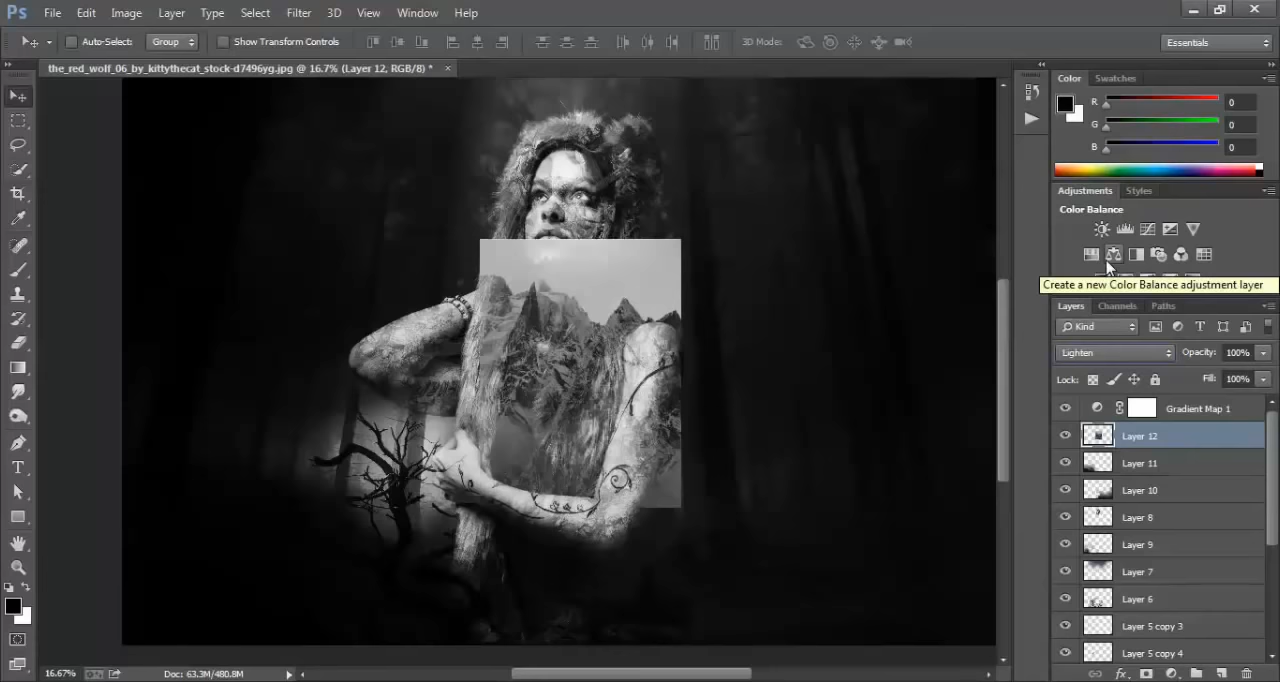 Ps File Edit Image Layer Type Select Filter 3D View Window Help
Auto-Select: Group Show Transform Controls 3D Mode: Essentials
the_red_wolf_06_by_kittythecat_stock-d7496yg.jpg @ 16.7% (Layer 12, RGB/8) * ×
Color Swatches
R 0
G 0
B 0
Adjustments Styles
Color Balance
Create a new Color Balance adjustment layer
Layers Channels Paths
Kind
Lighten Opacity: 100%
Lock: Fill: 100%
Gradient Map 1
Layer 12
Layer 11
Layer 10
Layer 8
Layer 9
Layer 7
Layer 6
Layer 5 copy 3
Layer 5 copy 4
16.67% Doc: 63.3M/480.8M